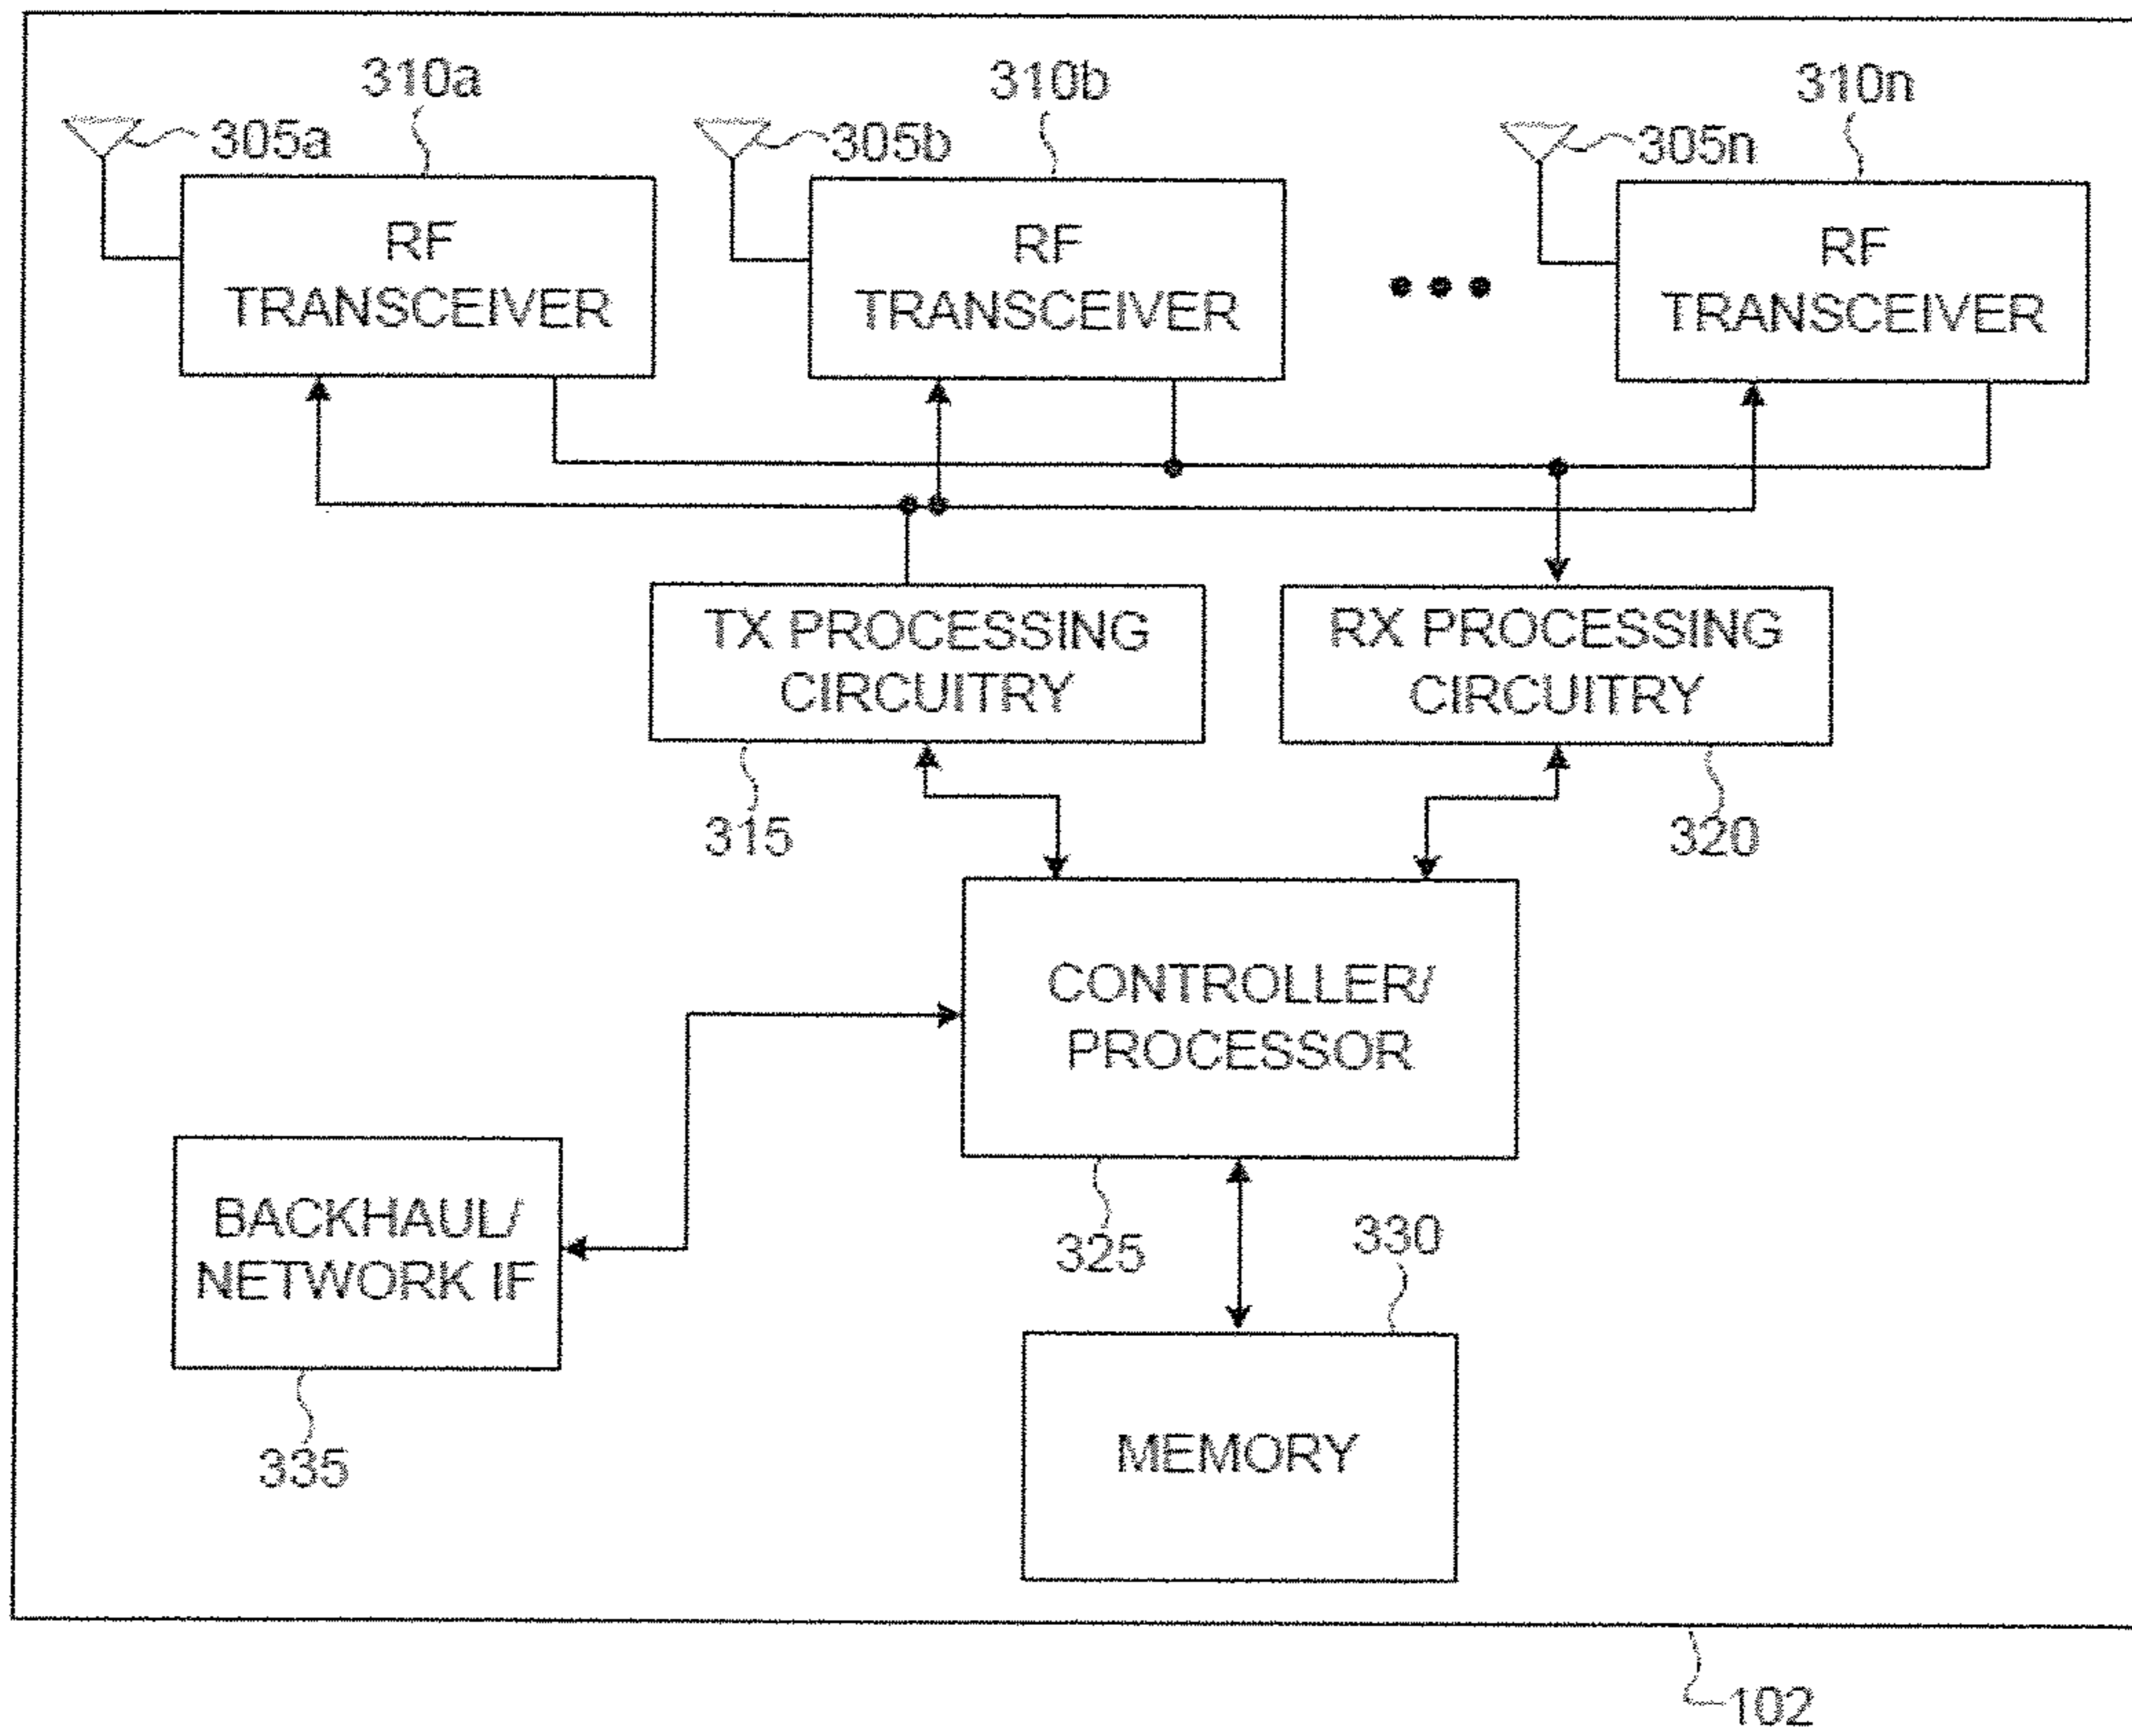 310a
310b
310n
305a
305b
305n
RF
TRANSCEIVER
RF
TRANSCEIVER
RF
TRANSCEIVER
TX PROCESSING
CIRCUITRY
RX PROCESSING
CIRCUITRY
315
320
CONTROLLER/
PROCESSOR
BACKHAUL/
NETWORK IF
325
330
335
MEMORY
102